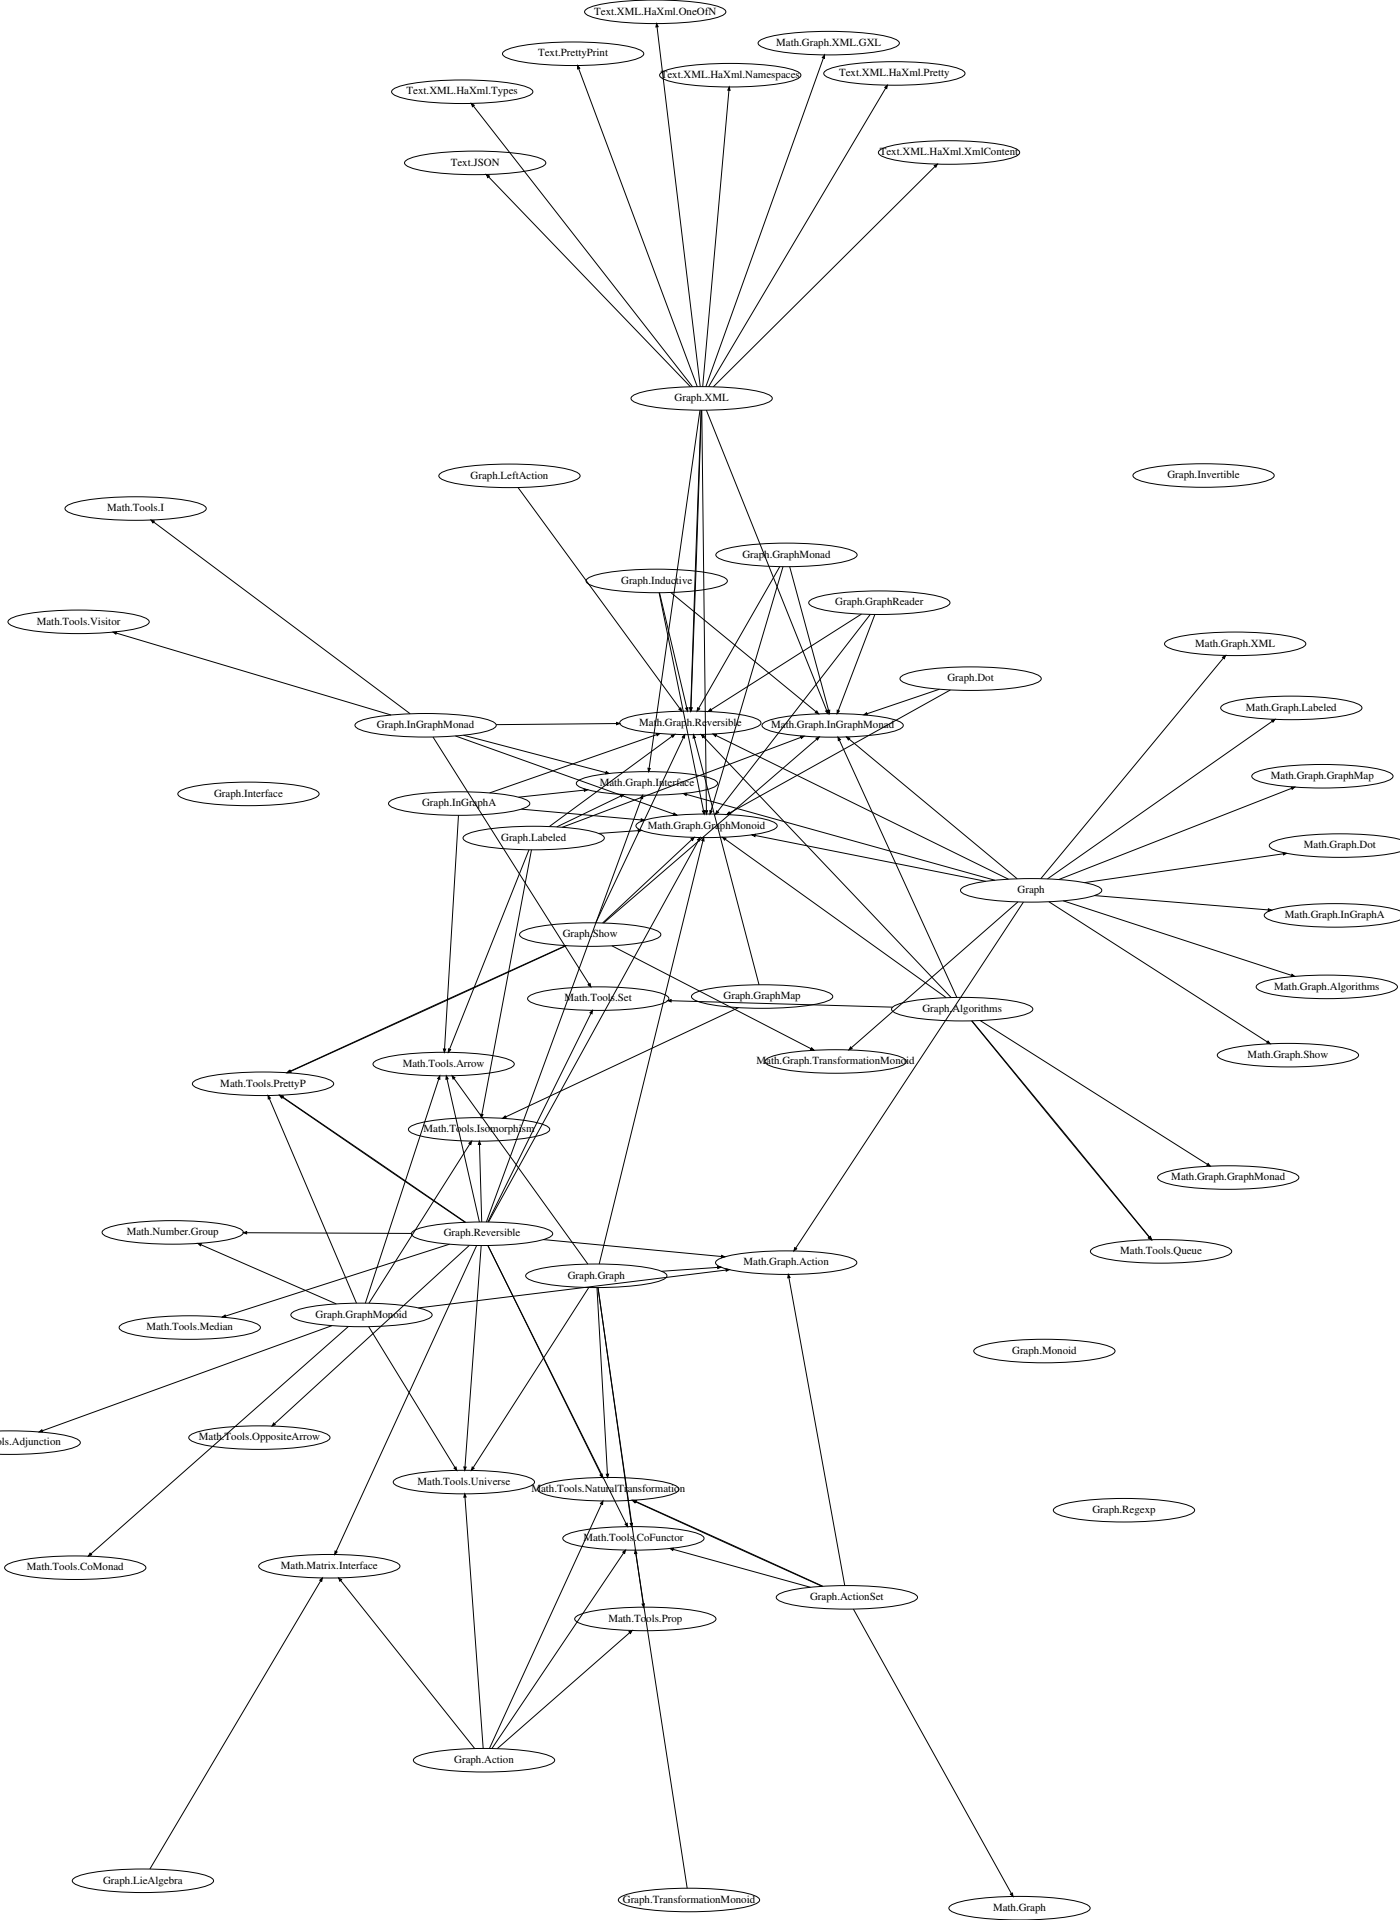 Text.XML.HaXml.OneOfN
Math.Graph.XML.GXL
Text.PrettyPrint
Text.XML.HaXml.Namespaces
Text.XML.HaXml.Pretty
Text.XML.HaXml.Types
Text.XML.HaXml.XmlContent
Text.JSON
Graph.XML
Graph.LeftAction
Graph.Invertible
Math.Tools.I
Graph.GraphMonad
Graph.Inductive
Graph.GraphReader
Math.Tools.Visitor
Math.Graph.XML
Graph.Dot
Math.Graph.Labeled
Graph.InGraphMonad
Math.Graph.Reversible
Math.Graph.InGraphMonad
Math.Graph.GraphMap
Math.Graph.Interface
Graph.Interface
Graph.InGraphA
Math.Graph.GraphMonoid
Graph.Labeled
Math.Graph.Dot
Graph
Math.Graph.InGraphA
Graph.Show
Math.Graph.Algorithms
Math.Tools.Set
Graph.GraphMap
Graph.Algorithms
Math.Graph.Show
Math.Tools.Arrow
Math.Graph.TransformationMonoid
Math.Tools.PrettyP
Math.Tools.Isomorphism
Math.Graph.GraphMonad
Math.Number.Group
Graph.Reversible
Math.Tools.Queue
Math.Graph.Action
Graph.Graph
Graph.GraphMonoid
Math.Tools.Median
Graph.Monoid
ls.Adjunction
Math.Tools.OppositeArrow
Math.Tools.Universe
Math.Tools.NaturalTransformation
Graph.Regexp
Math.Tools.CoFunctor
Math.Tools.CoMonad
Math.Matrix.Interface
Graph.ActionSet
Math.Tools.Prop
Graph.Action
Graph.LieAlgebra
Graph.TransformationMonoid
Math.Graph